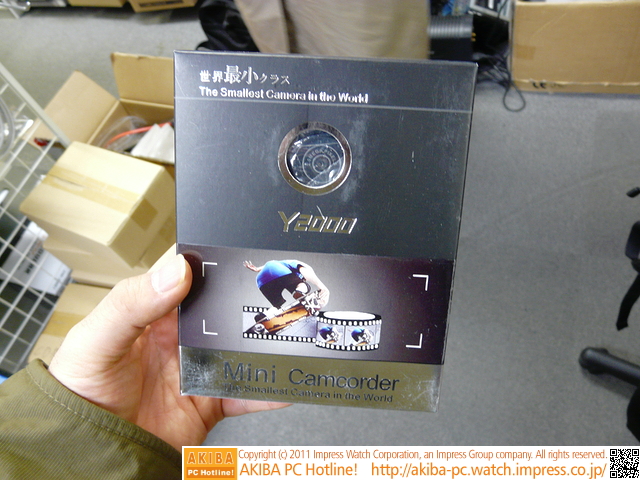 世界最小クラス
The Smallest Camera in the World
Y2000
Mini Camcorder
The Smallest Camera in the World
AKIBA
PC Hotline!
Copyright (c) 2011 Impress Watch Corporation, an Impress Group company. All rights reserved.
AKIBA PC Hotline! http://akiba-pc.watch.impress.co.jp/